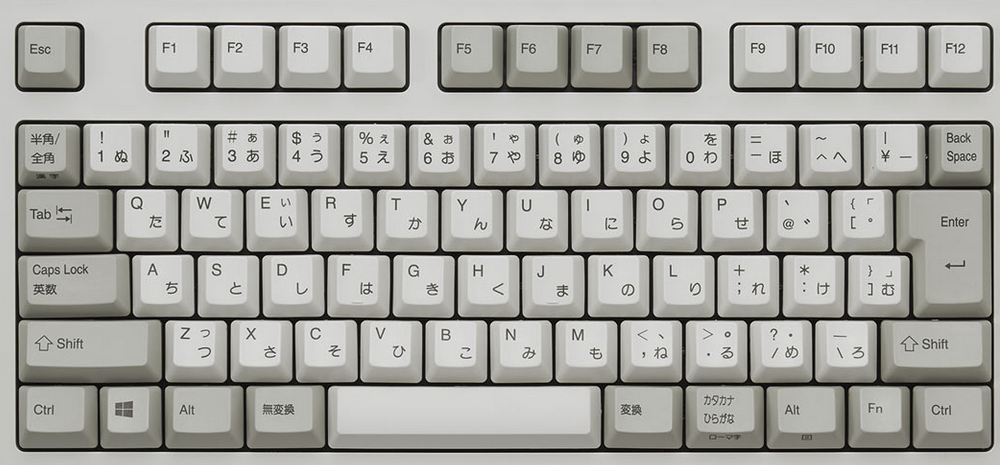 Esc F1 F2 F3 F4 F5 F6 F7 F8 F9 F10 F11 F12
半角/ 全角 漢字 ! 1 ぬ " 2 ふ # ぁ 3 あ $ ぅ 4 う % ぇ 5 え & ぉ 6 お ' ゃ 7 や ( ゅ 8 ゆ ) ょ 9 よ を 0 わ = - ほ ~ ^ へ | ¥ ー Back Space
Tab Q た W て E ぃ い R す T か Y ん U な I に O ら P せ ` @ ゛ { 「 [ ゜ Enter
Caps Lock 英数 A ち S と D し F は G き H く J ま K の L り + ; れ * : け } 」 ] む
Shift Z っ つ X さ C そ V ひ B こ N み M も < 、 , ね > 。 . る ? ・ / め _ \ ろ Shift
Ctrl Alt 無変換 変換 カタカナ ひらがな ローマ字 Alt Fn Ctrl